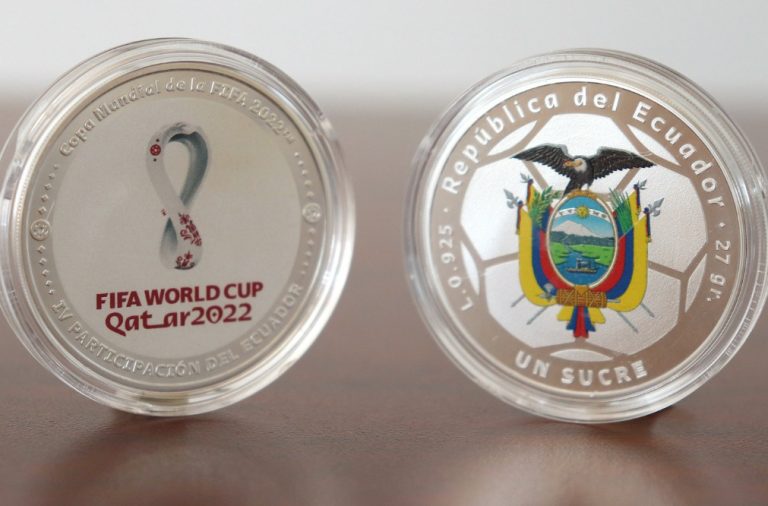 Copa Mundial de la FIFA 2022™
FIFA WORLD CUP
Qatar2022
IV PARTICIPACIÓN DEL ECUADOR
República del Ecuador
L.0.925
27 gr.
UN SUCRE